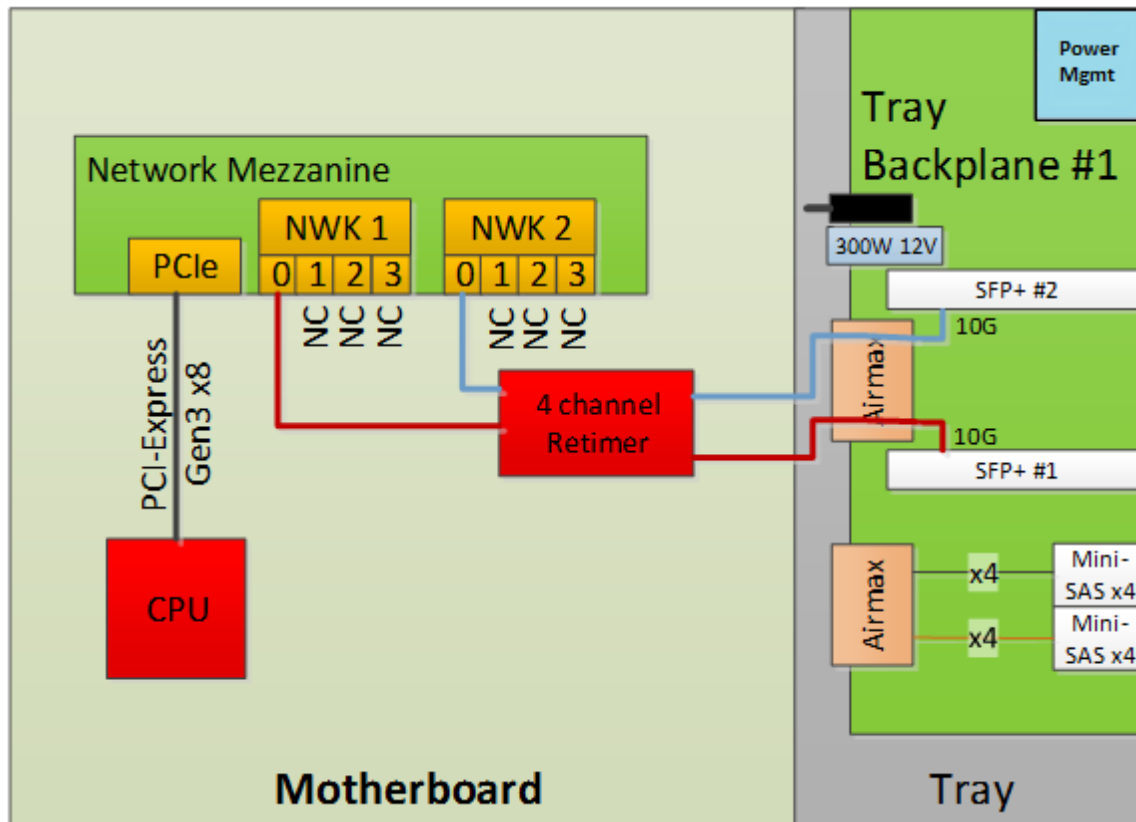 Power
Mgmt
Tray
Backplane #1
Network Mezzanine
NWK 1
NWK 2
PCIe
0 1 2 3
0 1 2 3
NC NC NC
NC NC NC
300W 12V
SFP+ #2
10G
Airmax
4 channel
Retimer
10G
SFP+ #1
PCI-Express
Gen3 x8
CPU
Airmax
x4
Mini-
SAS x4
x4
Mini-
SAS x4
Motherboard
Tray